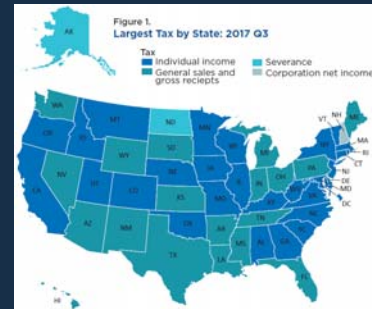 Figure 1.
Largest Tax by State: 2017 Q3
Tax
Individual income
Severance
General sales and
gross reciepts
Corporation net income
AK
WA
MT
ND
MN
VT
NH
ME
OR
ID
SD
WI
MI
NY
MA
RI
WY
CT
NV
NE
IA
PA
NJ
UT
CO
IL
IN
OH
DE
MD
CA
KS
MO
WV
VA
KY
DC
AZ
NM
OK
AR
TN
NC
SC
TX
LA
MS
AL
GA
FL
HI